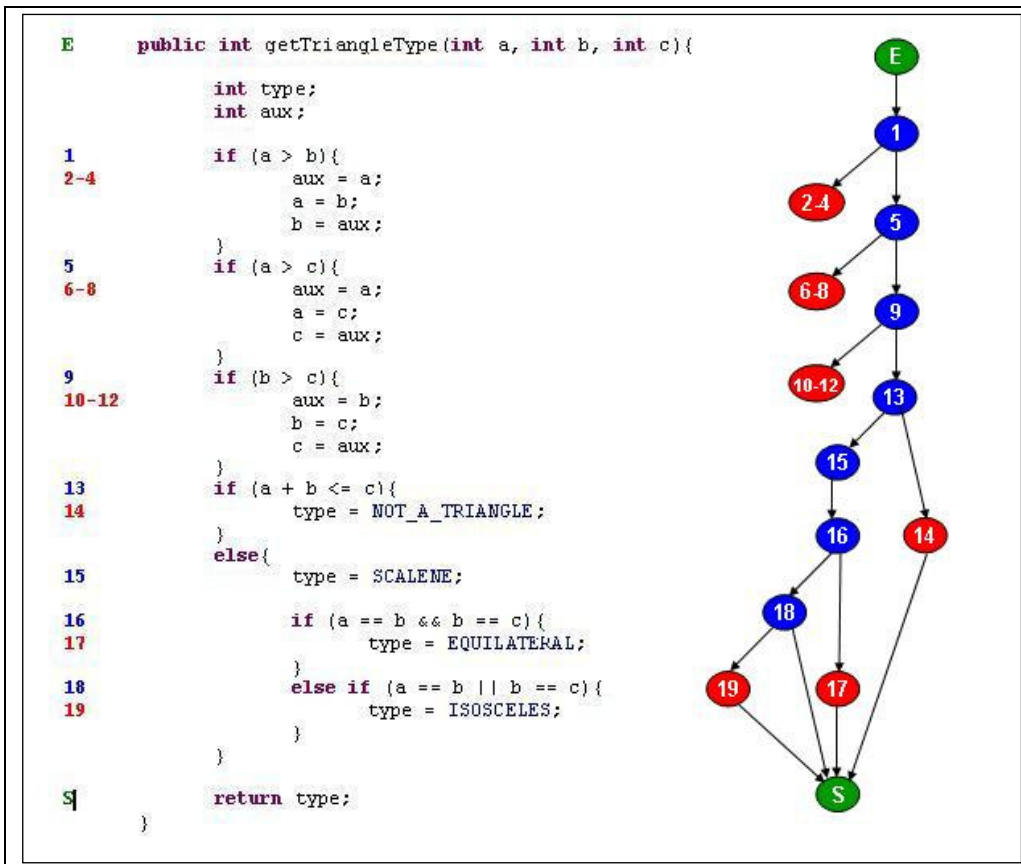 E public int getTriangleType(int a, int b, int c){
int type;
int aux;
1 if (a > b){
2-4 aux = a;
a = b;
b = aux;
}
5 if (a > c){
6-8 aux = a;
a = c;
c = aux;
}
9 if (b > c){
10-12 aux = b;
b = c;
c = aux;
}
13 if (a + b <= c){
14 type = NOT_A_TRIANGLE;
}
else{
15 type = SCALENE;
16 if (a == b && b == c){
17 type = EQUILATERAL;
}
18 else if (a == b || b == c){
19 type = ISOSCELES;
}
}
S return type;
}
E
1
2-4
5
6-8
9
10-12
13
15
16
14
18
19
17
S